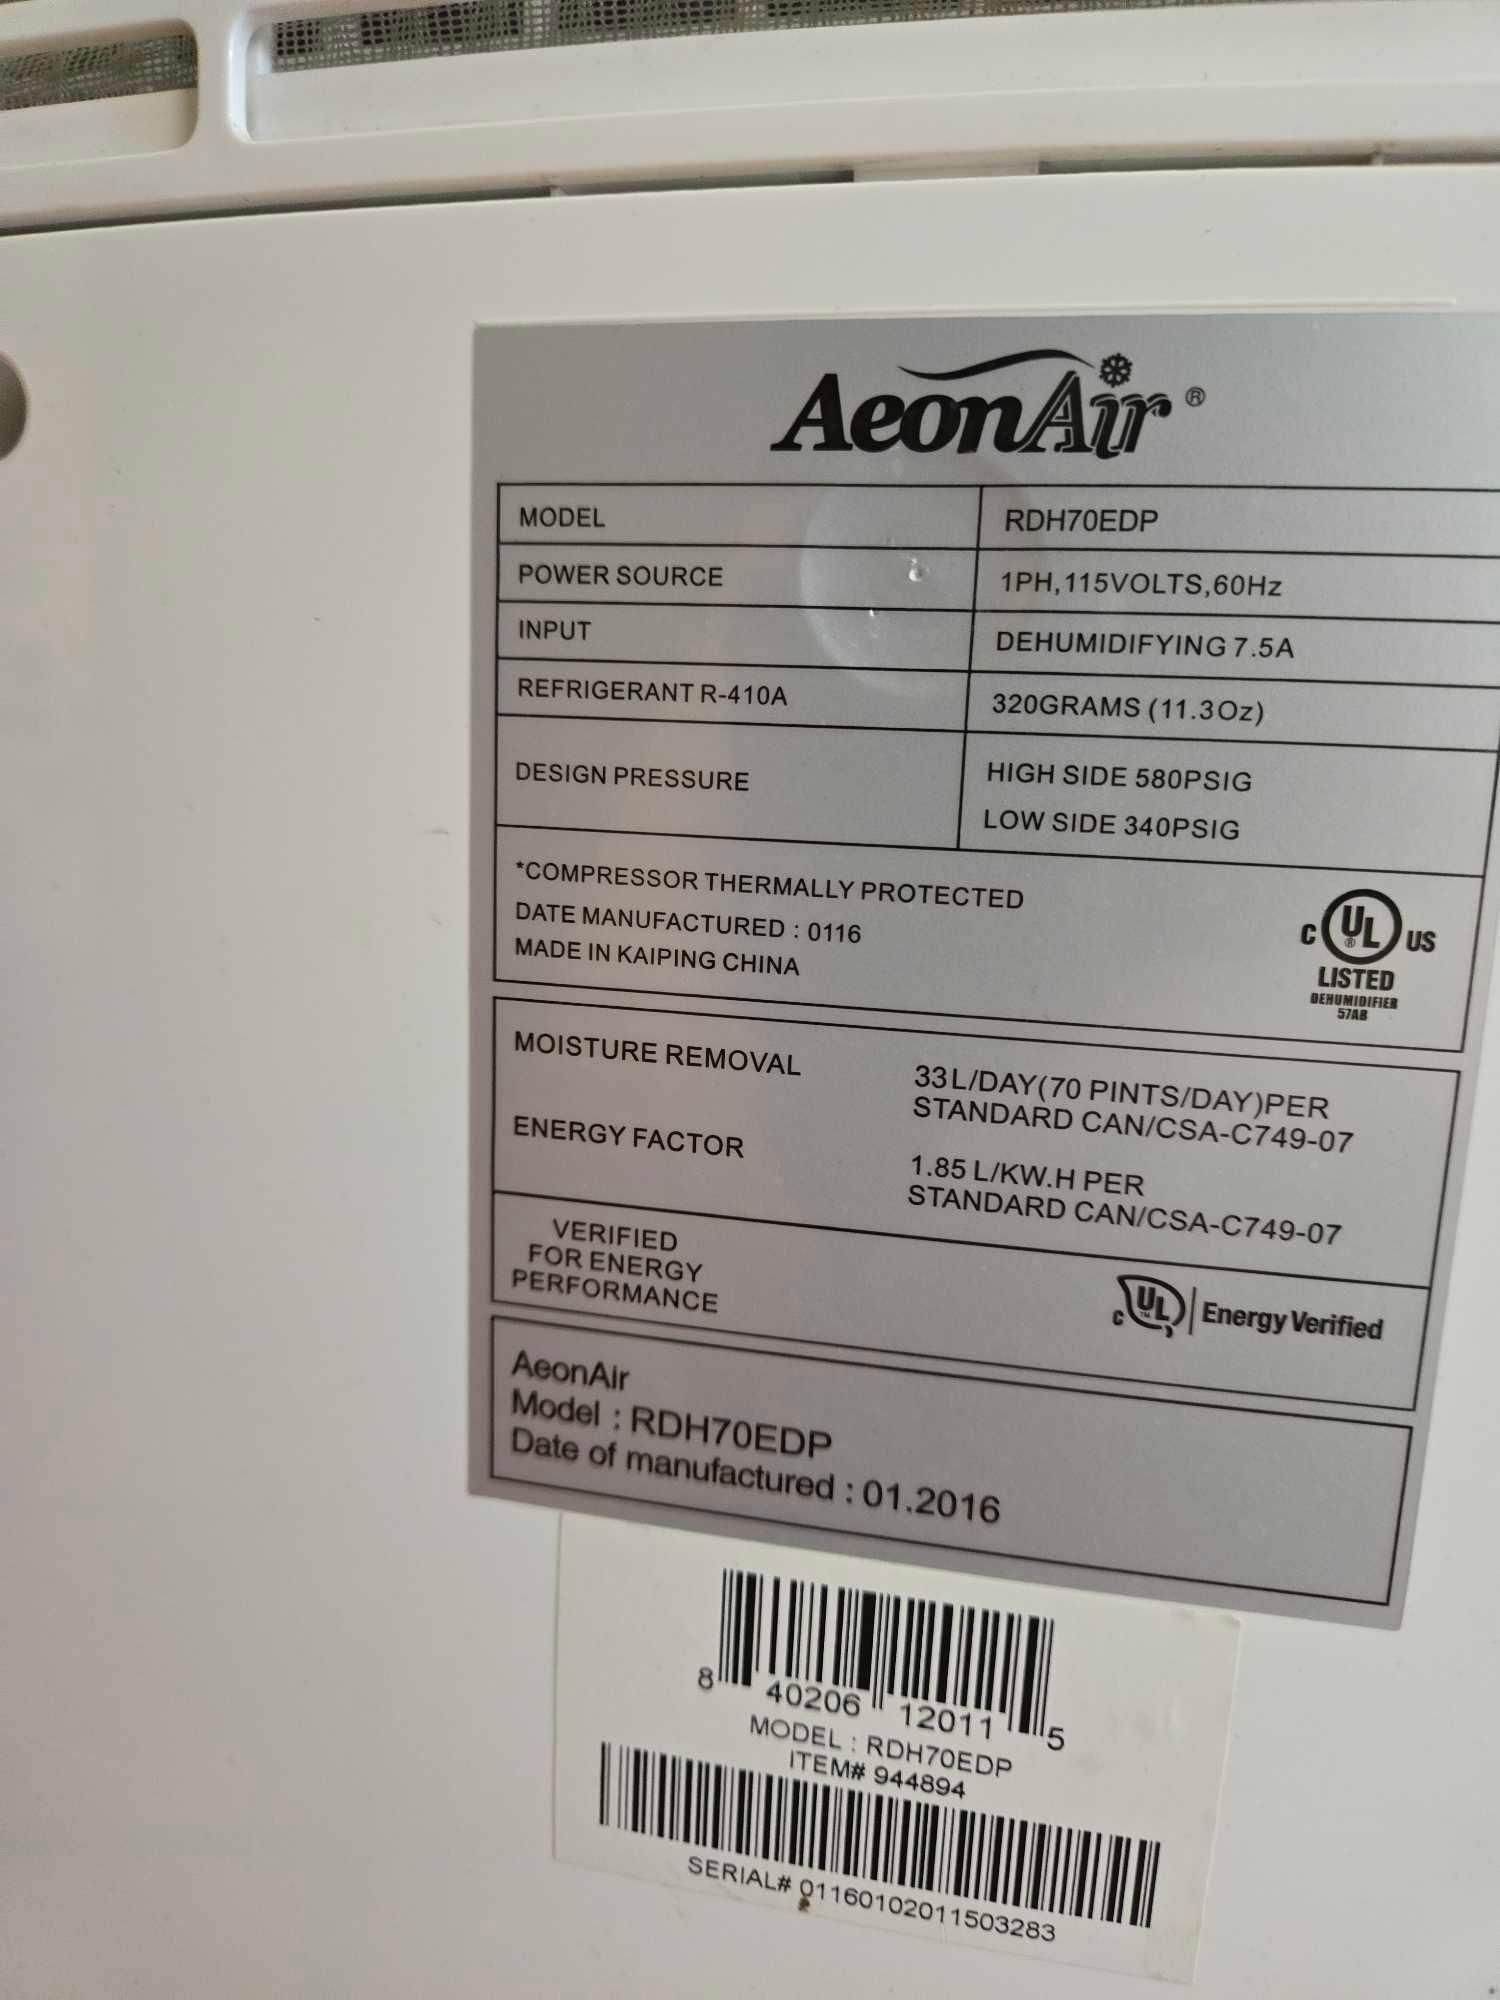 AeonAir®
MODEL RDH70EDP
POWER SOURCE 1PH,115VOLTS,60Hz
INPUT DEHUMIDIFYING 7.5A
REFRIGERANT R-410A 320GRAMS (11.3Oz)
DESIGN PRESSURE HIGH SIDE 580PSIG
LOW SIDE 340PSIG
*COMPRESSOR THERMALLY PROTECTED
DATE MANUFACTURED : 0116
MADE IN KAIPING CHINA
C UL® US
LISTED
DEHUMIDIFIER
57AB
MOISTURE REMOVAL 33L/DAY(70 PINTS/DAY)PER
STANDARD CAN/CSA-C749-07
ENERGY FACTOR 1.85 L/KW.H PER
STANDARD CAN/CSA-C749-07
VERIFIED
FOR ENERGY
PERFORMANCE
C UL™ Energy Verified
AeonAir
Model : RDH70EDP
Date of manufactured : 01.2016
8 40206 12011 5
MODEL : RDH70EDP
ITEM# 944894
SERIAL# 01160102011503283